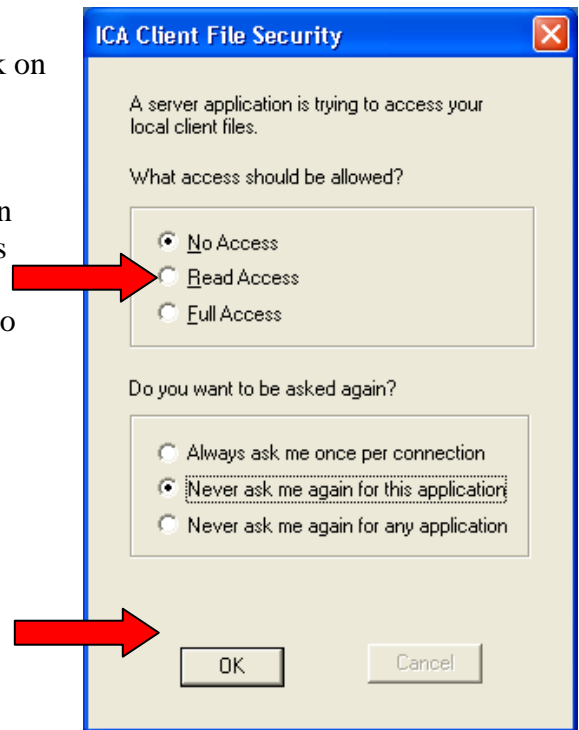 k on
n
s
o
ICA Client File Security
A server application is trying to access your
local client files.
What access should be allowed?
No Access
Read Access
Full Access
Do you want to be asked again?
Always ask me once per connection
Never ask me again for this application
Never ask me again for any application
OK
Cancel